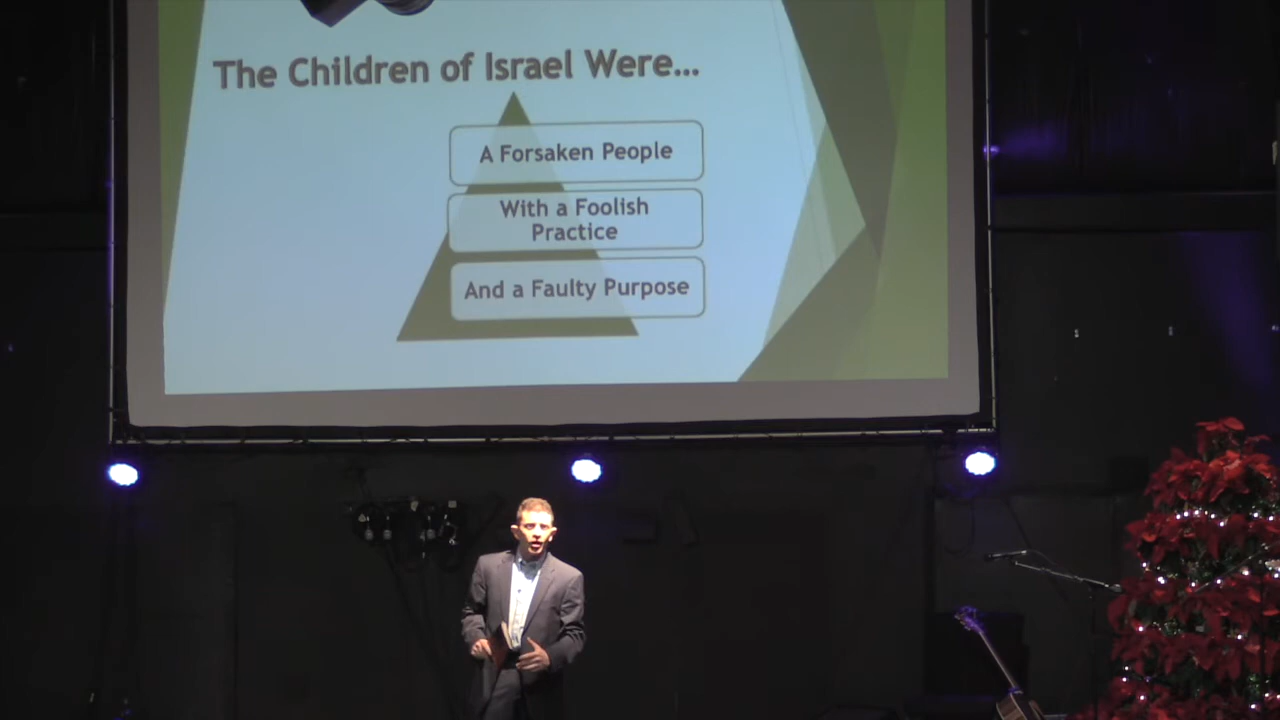 The Children of Israel Were...
A Forsaken People
With a Foolish
Practice
And a Faulty Purpose